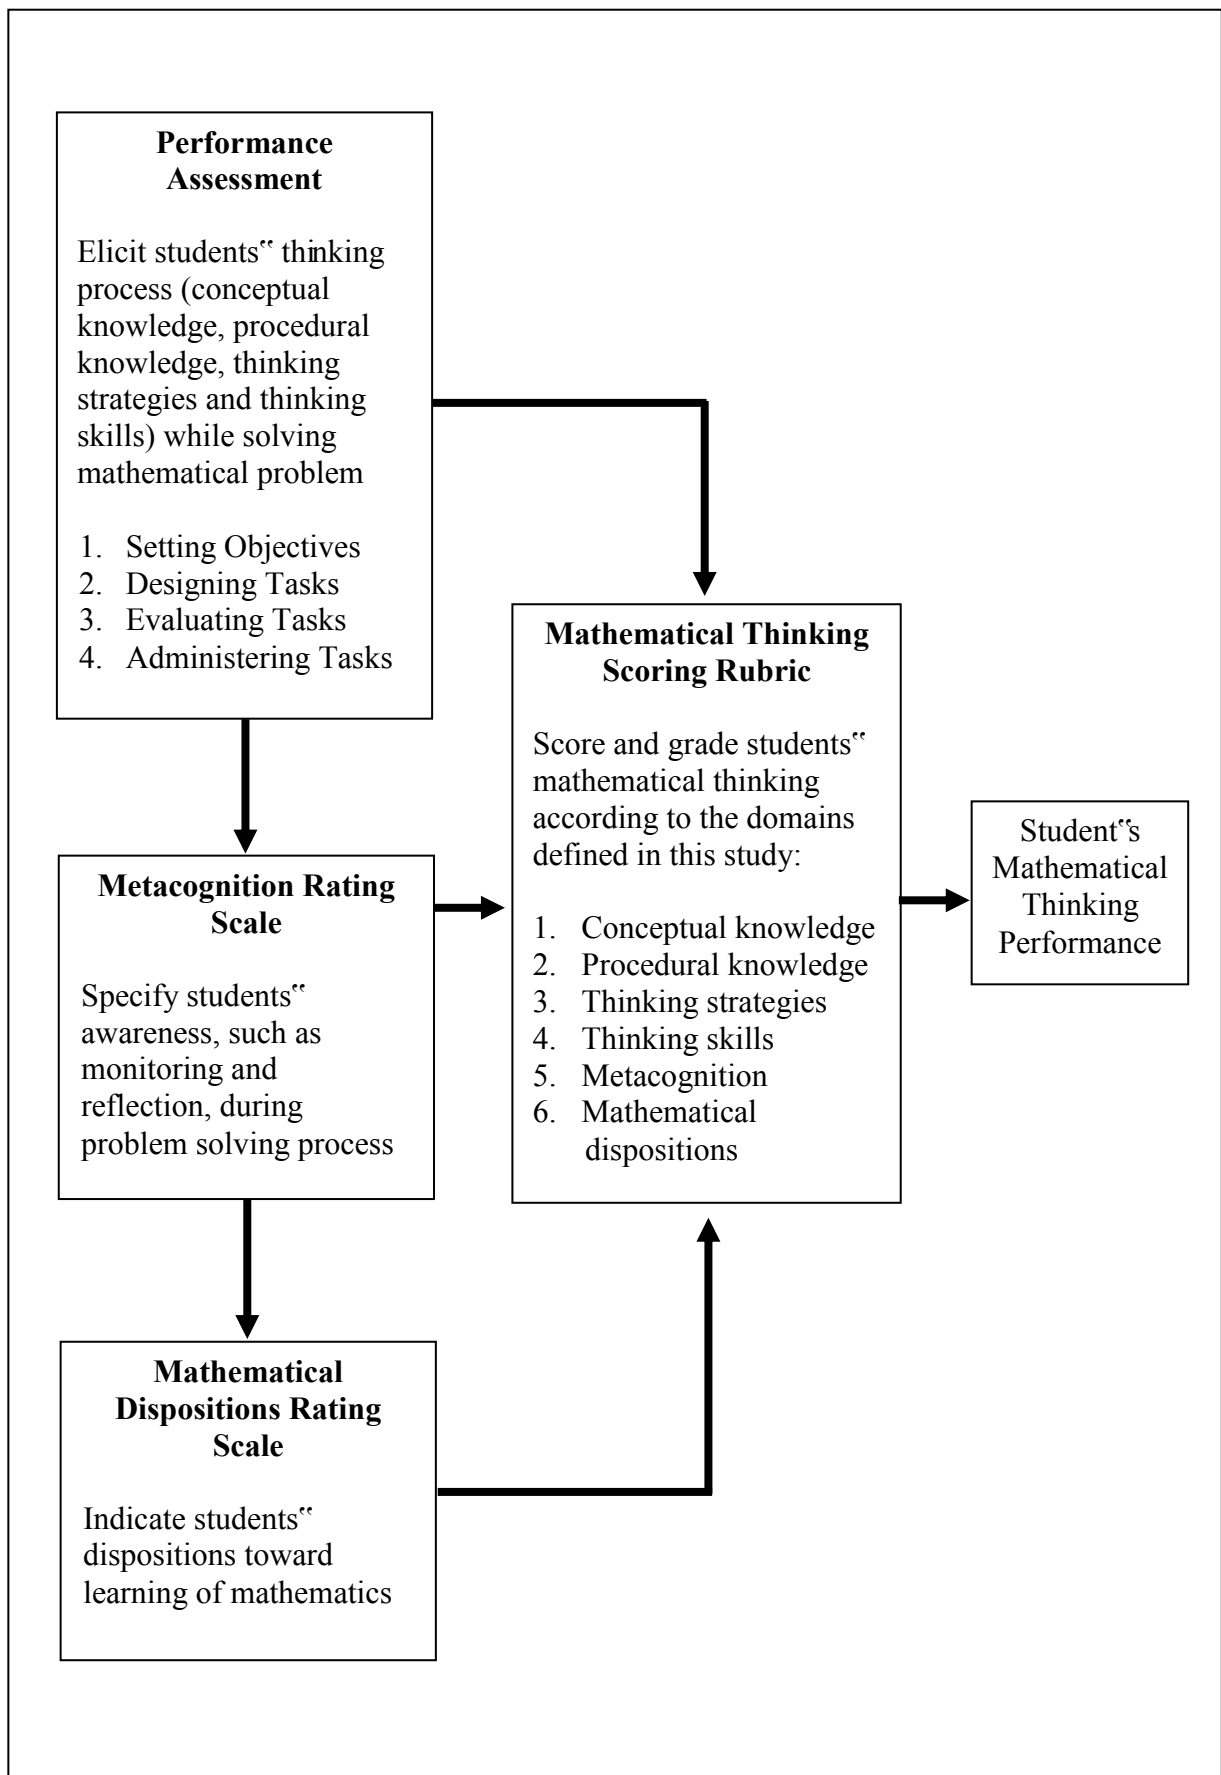 Performance
Assessment
Elicit students‟ thinking
process (conceptual
knowledge, procedural
knowledge, thinking
strategies and thinking
skills) while solving
mathematical problem
1. Setting Objectives
2. Designing Tasks
3. Evaluating Tasks
4. Administering Tasks
Metacognition Rating
Scale
Specify students‟
awareness, such as
monitoring and
reflection, during
problem solving process
Mathematical
Dispositions Rating
Scale
Indicate students‟
dispositions toward
learning of mathematics
Mathematical Thinking
Scoring Rubric
Score and grade students‟
mathematical thinking
according to the domains
defined in this study:
1. Conceptual knowledge
2. Procedural knowledge
3. Thinking strategies
4. Thinking skills
5. Metacognition
6. Mathematical
dispositions
Student‟s
Mathematical
Thinking
Performance